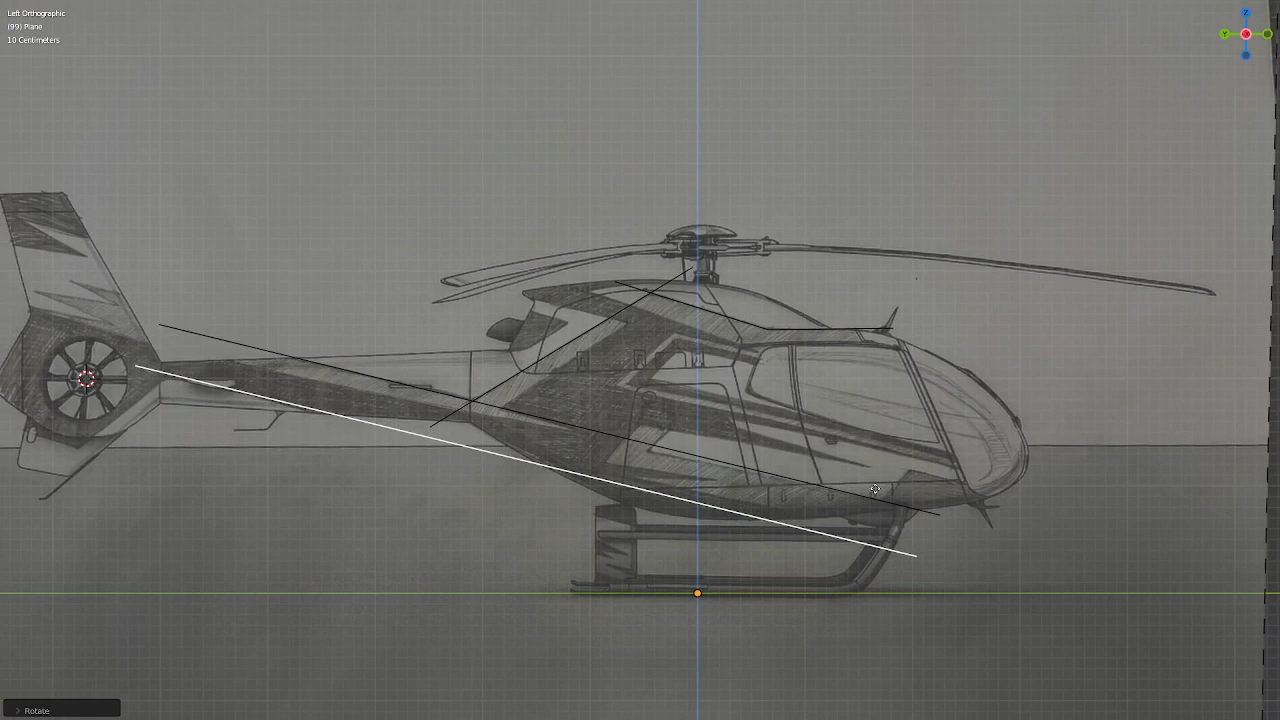 Left Orthographic
(99) Plane
10 Centimeters
Z
Y
Rotate